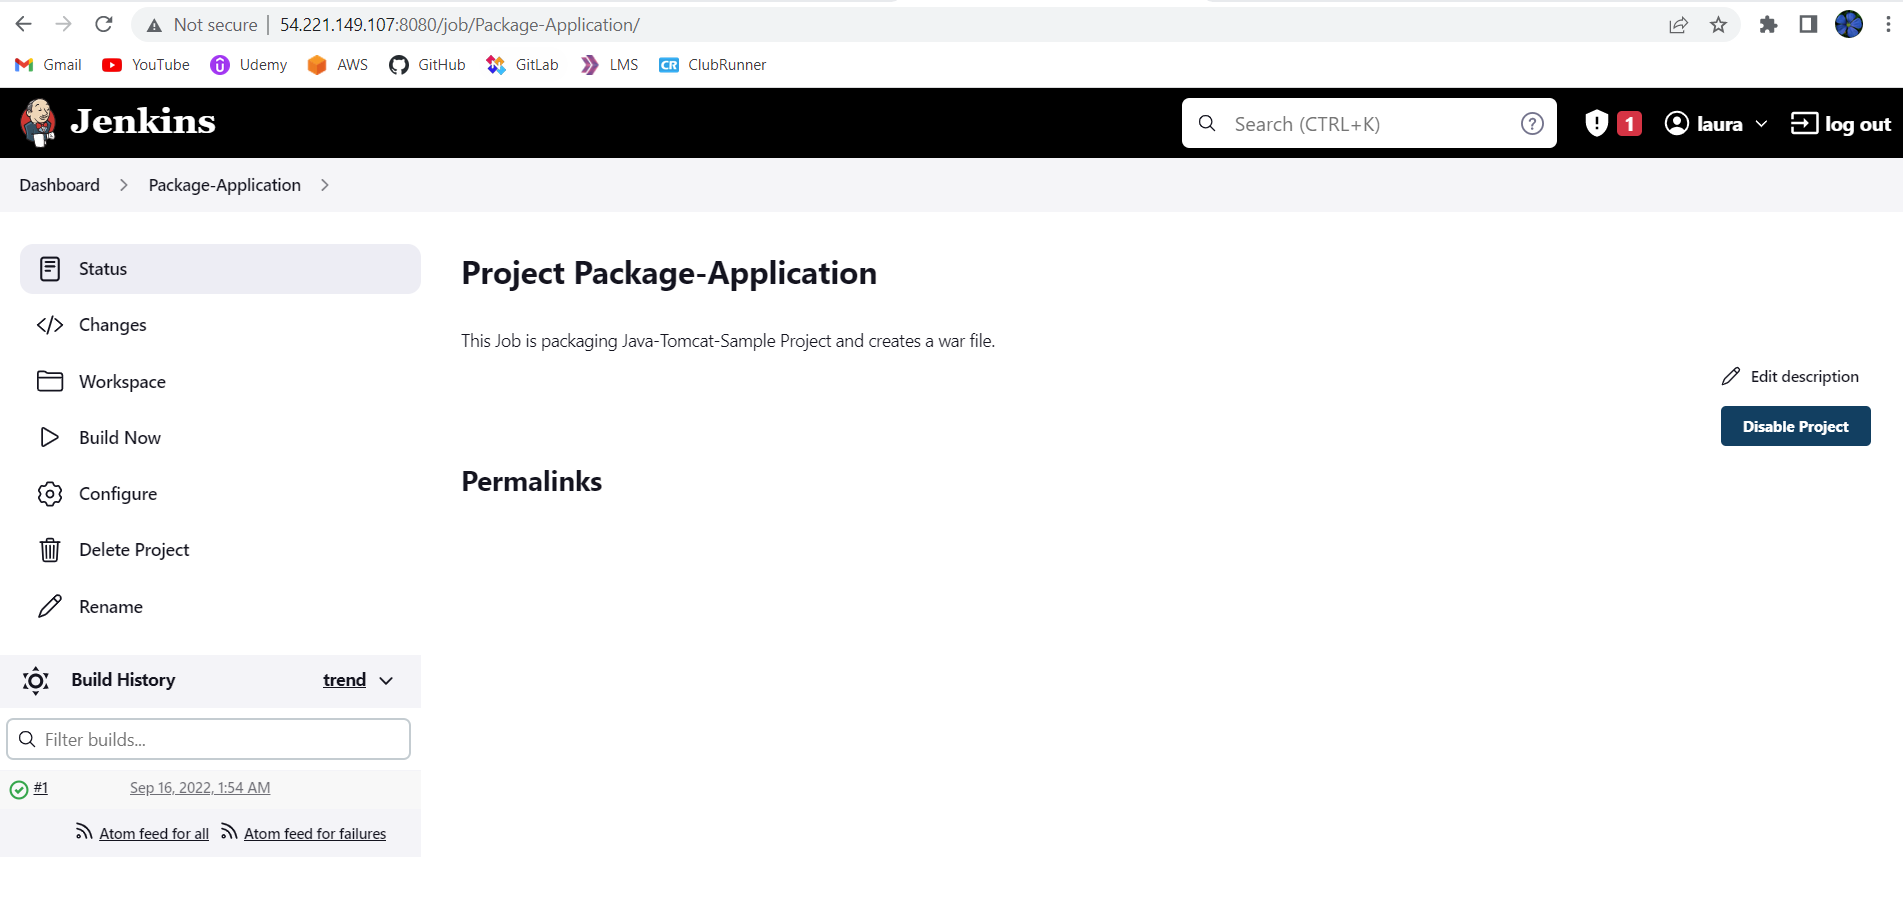 Not secure | 54.221.149.107:8080/job/Package-Application/
Gmail YouTube Udemy AWS GitHub GitLab LMS CR ClubRunner
Jenkins Search (CTRL+K) ? 1 laura log out
Dashboard Package-Application
Status
Changes
Workspace
Build Now
Configure
Delete Project
Rename
Build History trend
Filter builds...
#1 Sep 16, 2022, 1:54 AM
Atom feed for all Atom feed for failures
Project Package-Application
This Job is packaging Java-Tomcat-Sample Project and creates a war file.
Edit description
Disable Project
Permalinks